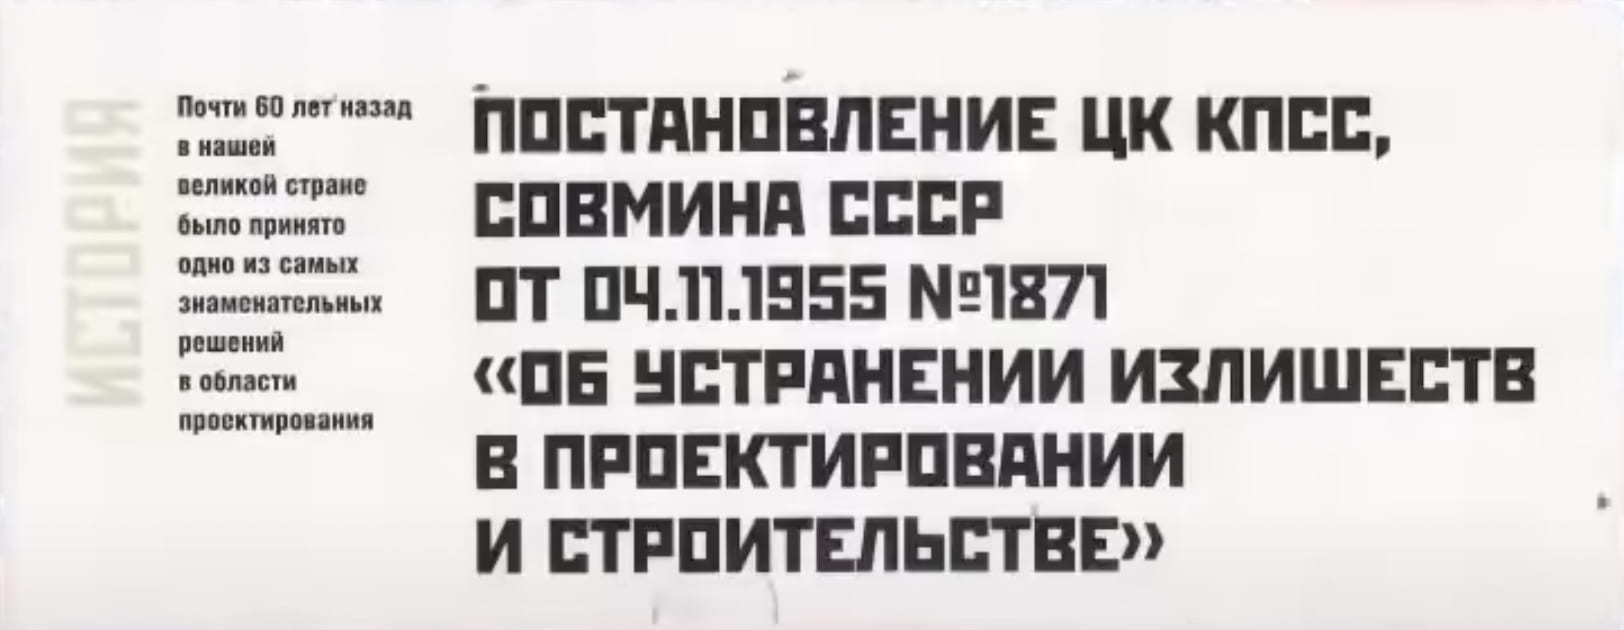 ИСТОРИЯ
Почти 60 лет назад
в нашей
великой стране
было принято
одно из самых
знаменательных
решений
в области
проектирования
ПОСТАНОВЛЕНИЕ ЦК КПСС,
СОВМИНА СССР
ОТ 04.11.1955 №1871
«ОБ УСТРАНЕНИИ ИЗЛИШЕСТВ
В ПРОЕКТИРОВАНИИ
И СТРОИТЕЛЬСТВЕ»